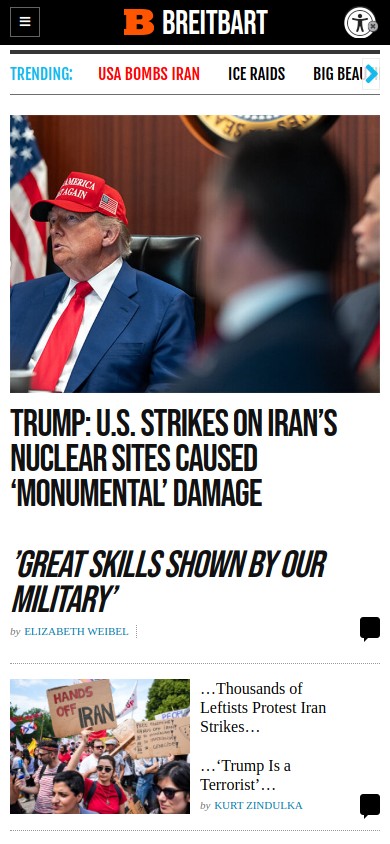 BREITBART
TRENDING:
USA BOMBS IRAN
ICE RAIDS
AMERICA
AGAIN
TRUMP: U.S. STRIKES ON IRAN’S
NUCLEAR SITES CAUSED
‘MONUMENTAL’ DAMAGE
’GREAT SKILLS SHOWN BY OUR
MILITARY’
by ELIZABETH WEIBEL
HANDS
OFF
IRAN
…Thousands of
Leftists Protest Iran
Strikes…
…‘Trump Is a
Terrorist’…
by KURT ZINDULKA